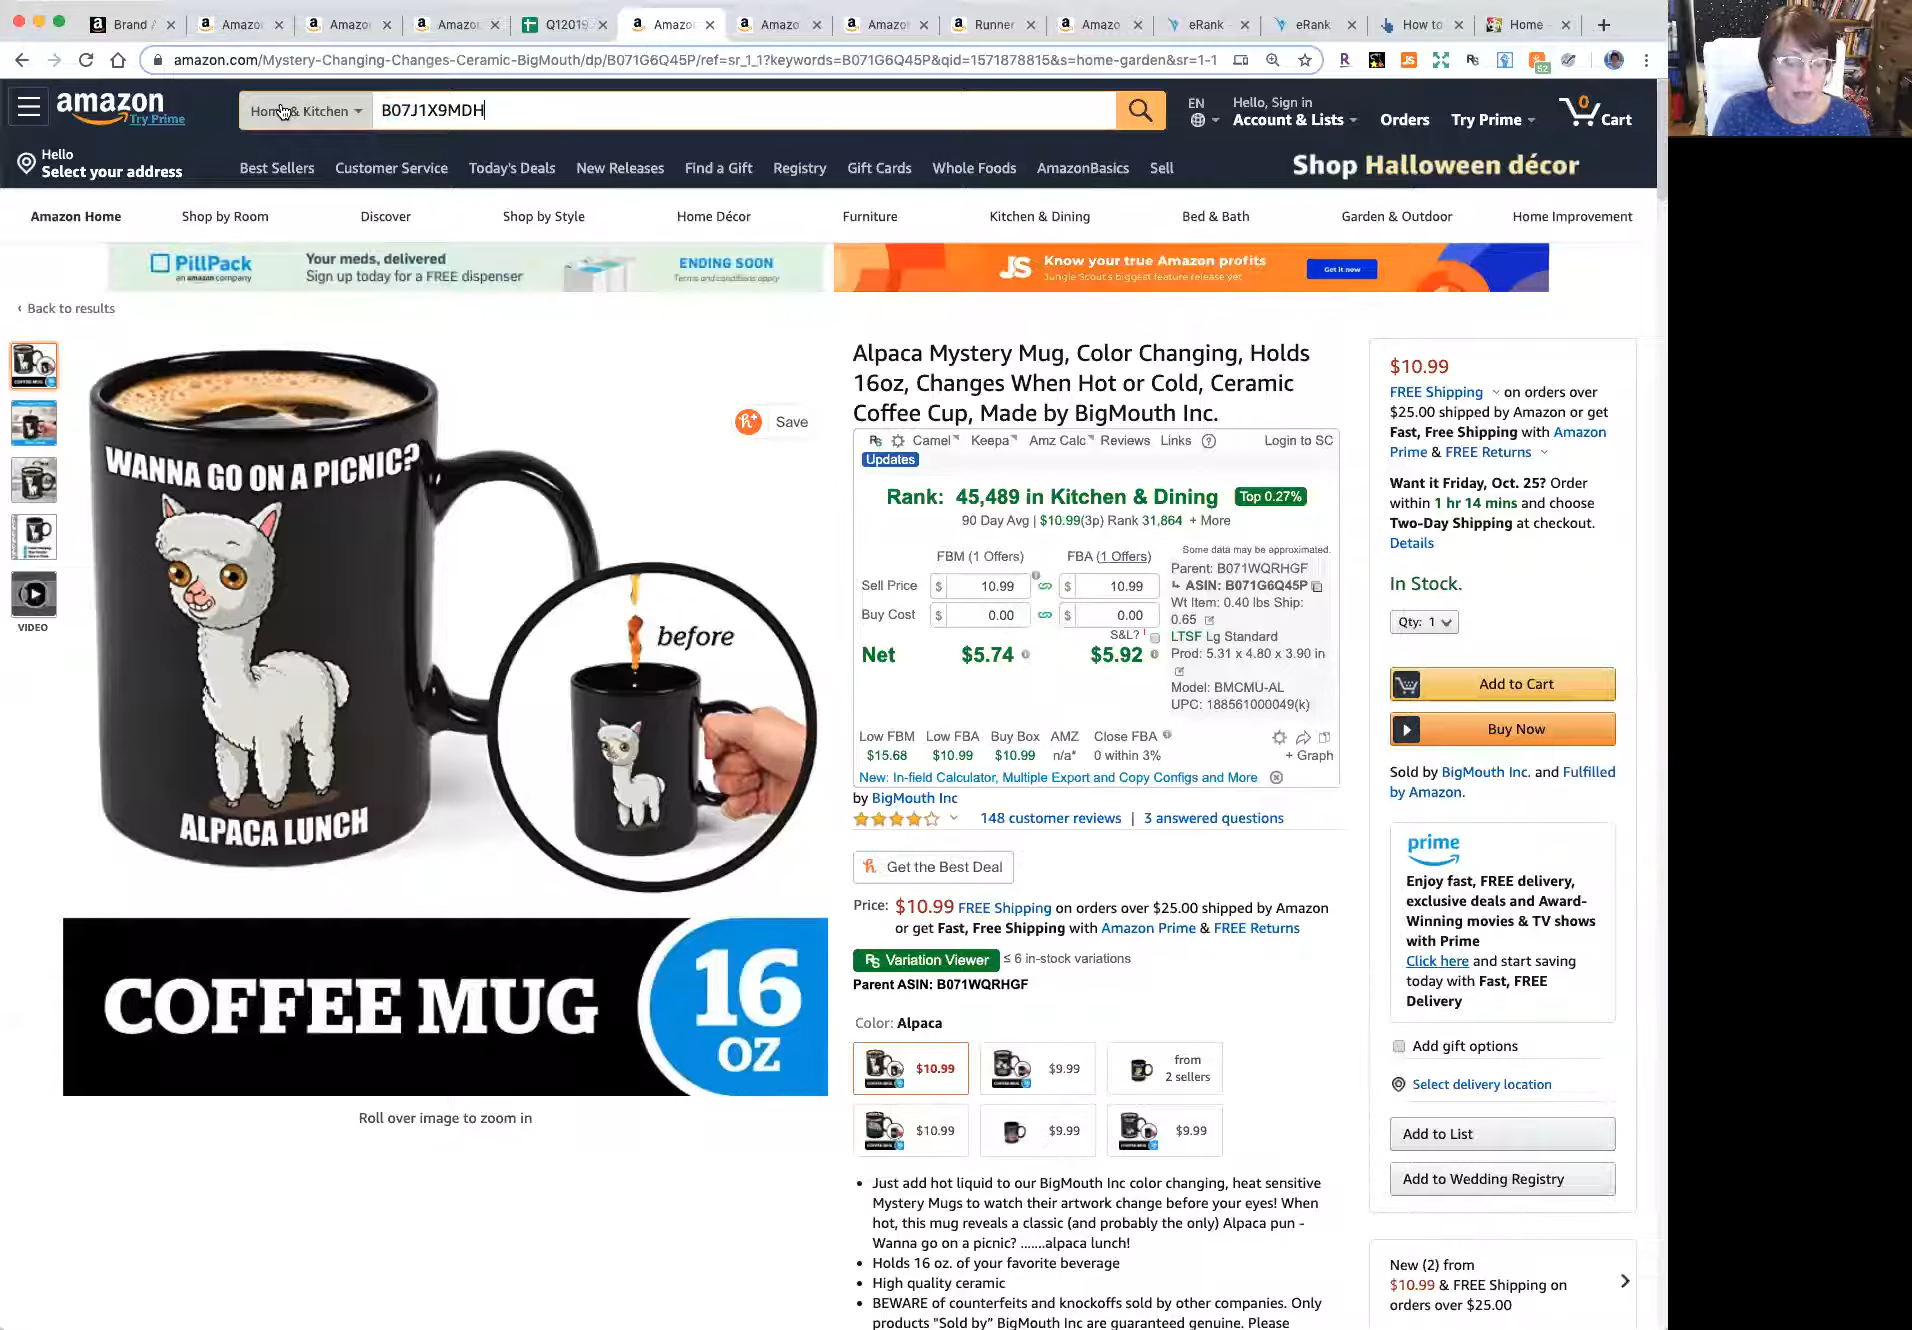 Brand /
Amazo
Amazo
Amazo
Q12019
Amazo
Amazo
Amazo
Runner
Amazo
eRank
eRank
How to
Home
amazon.com/Mystery-Changing-Changes-Ceramic-BigMouth/dp/B071G6Q45P/ref=sr_1_1?keywords=B071G6Q45P&qid=1571878815&s=home-garden&sr=1-1
52
amazon
Try Prime
Home & Kitchen
B07J1X9MDH
EN
Hello, Sign in
Account & Lists
Orders
Try Prime
0
Cart
Hello
Select your address
Best Sellers
Customer Service
Today's Deals
New Releases
Find a Gift
Registry
Gift Cards
Whole Foods
AmazonBasics
Sell
Shop Halloween décor
Amazon Home
Shop by Room
Discover
Shop by Style
Home Décor
Furniture
Kitchen & Dining
Bed & Bath
Garden & Outdoor
Home Improvement
PillPack
an amazon company
Your meds, delivered
Sign up today for a FREE dispenser
ENDING SOON
Terms and conditions apply
JS
Know your true Amazon profits
Jungle Scout's biggest feature release yet
Get it now
‹ Back to results
VIDEO
WANNA GO ON A PICNIC?
ALPACA LUNCH
before
Save
COFFEE MUG
16
OZ
Roll over image to zoom in
Alpaca Mystery Mug, Color Changing, Holds
16oz, Changes When Hot or Cold, Ceramic
Coffee Cup, Made by BigMouth Inc.
Camel
Keepa
Amz Calc
Reviews
Links
Login to SC
Updates
Rank: 45,489 in Kitchen & Dining Top 0.27%
90 Day Avg | $10.99(3p) Rank 31,864 + More
FBM (1 Offers)
FBA (1 Offers)
Some data may be approximated.
Parent: B071WQRHGF
Sell Price $ 10.99 $ 10.99
ASIN: B071G6Q45P
Wt Item: 0.40 lbs Ship:
Buy Cost $ 0.00 $ 0.00
0.65
S&L? !
LTSF Lg Standard
Net $5.74 $5.92
Prod: 5.31 x 4.80 x 3.90 in
Model: BMCMU-AL
UPC: 188561000049(k)
Low FBM Low FBA Buy Box AMZ Close FBA
$15.68 $10.99 $10.99 n/a* 0 within 3%
+ Graph
New: In-field Calculator, Multiple Export and Copy Configs and More
by BigMouth Inc
148 customer reviews | 3 answered questions
Get the Best Deal
Price: $10.99 FREE Shipping on orders over $25.00 shipped by Amazon
or get Fast, Free Shipping with Amazon Prime & FREE Returns
Variation Viewer ≤ 6 in-stock variations
Parent ASIN: B071WQRHGF
Color: Alpaca
$10.99
$9.99
from
2 sellers
$10.99
$9.99
$9.99
• Just add hot liquid to our BigMouth Inc color changing, heat sensitive
Mystery Mugs to watch their artwork change before your eyes! When
hot, this mug reveals a classic (and probably the only) Alpaca pun -
Wanna go on a picnic? .......alpaca lunch!
• Holds 16 oz. of your favorite beverage
• High quality ceramic
• BEWARE of counterfeits and knockoffs sold by other companies. Only
products "Sold by” BigMouth Inc are guaranteed genuine. Please
$10.99
FREE Shipping on orders over
$25.00 shipped by Amazon or get
Fast, Free Shipping with Amazon
Prime & FREE Returns
Want it Friday, Oct. 25? Order
within 1 hr 14 mins and choose
Two-Day Shipping at checkout.
Details
In Stock.
Qty: 1
Add to Cart
Buy Now
Sold by BigMouth Inc. and Fulfilled
by Amazon.
prime
Enjoy fast, FREE delivery,
exclusive deals and Award-
Winning movies & TV shows
with Prime
Click here and start saving
today with Fast, FREE
Delivery
Add gift options
Select delivery location
Add to List
Add to Wedding Registry
New (2) from
$10.99 & FREE Shipping on
orders over $25.00